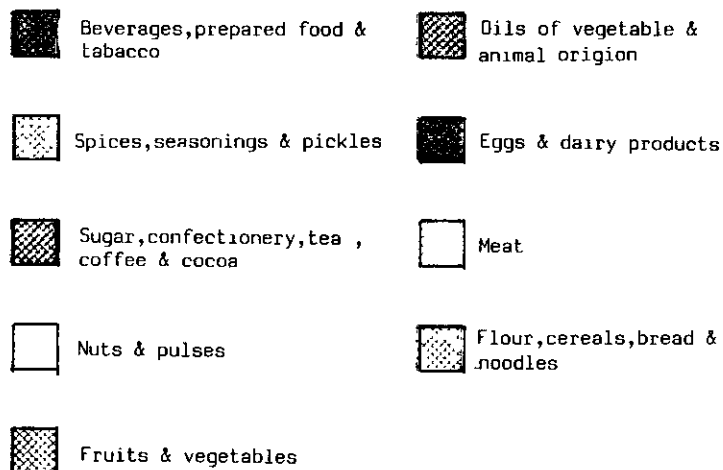 Beverages,prepared food &
tabacco
Spices,seasonings & pickles
Sugar,confectionery,tea ,
coffee & cocoa
Nuts & pulses
Fruits & vegetables
Oils of vegetable &
animal origion
Eggs & dairy products
Meat
Flour,cereals,bread &
noodles